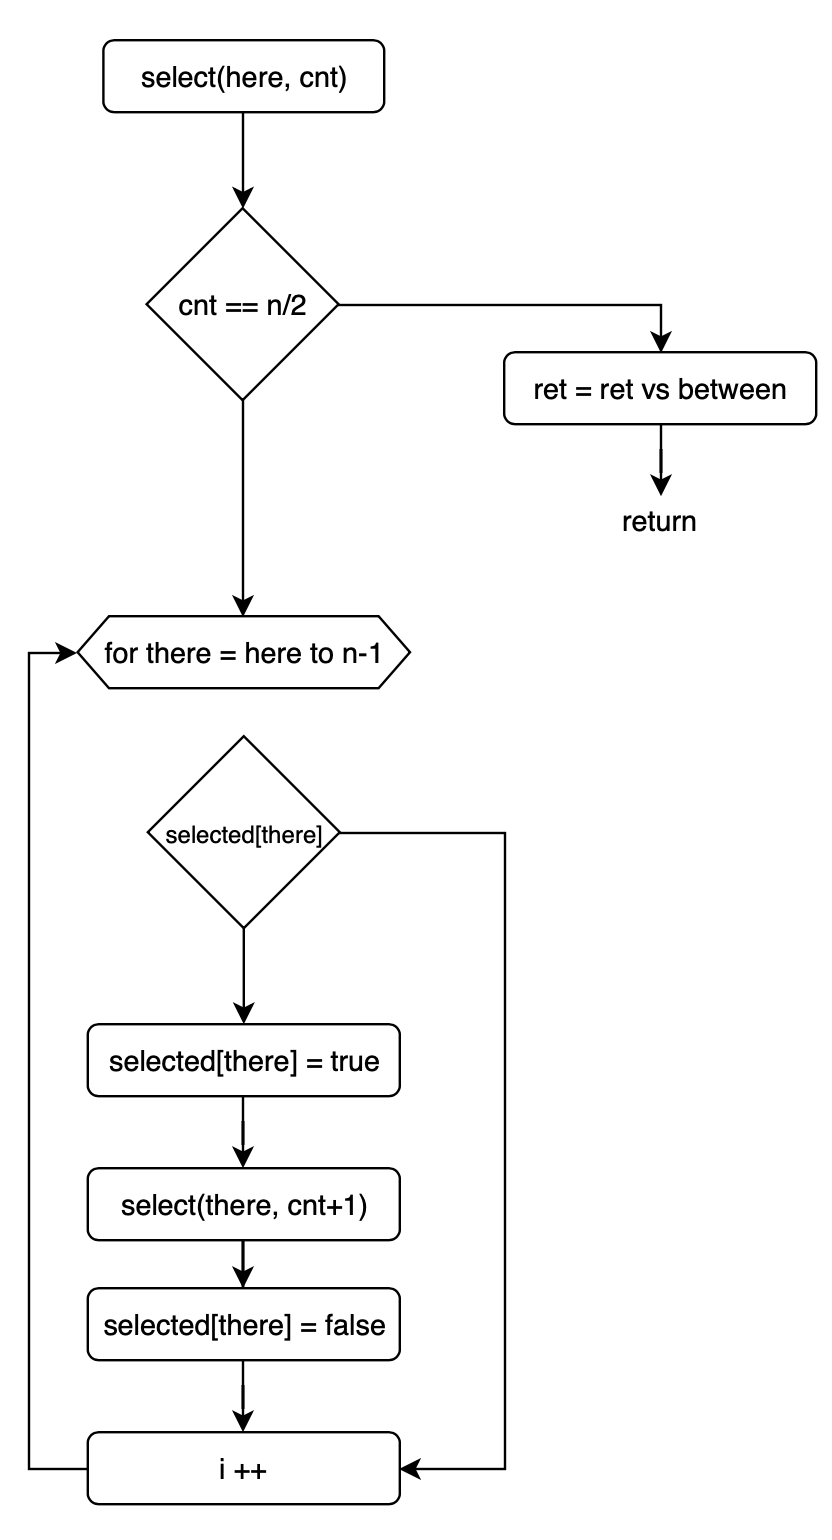 select(here, cnt)
cnt == n/2
ret = ret vs between
return
for there = here to n-1
selected[there]
selected[there] = true
select(there, cnt+1)
selected[there] = false
i ++